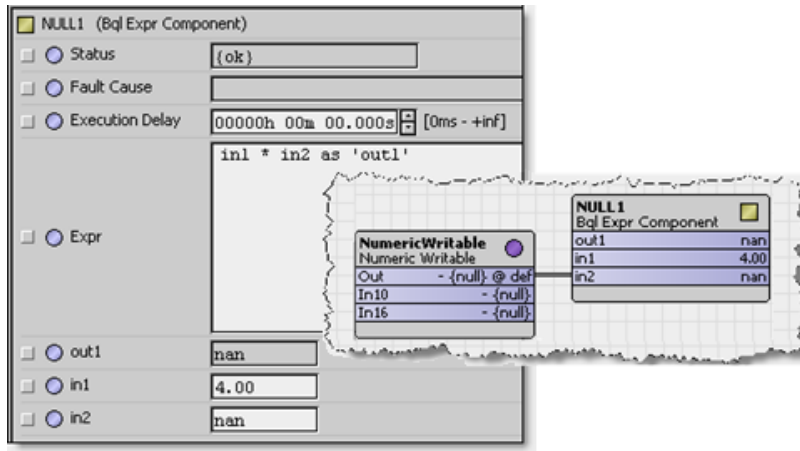 NULL1 (Bql Expr Component)
Status {ok}
Fault Cause
Execution Delay 00000h 00m 00.000s [0ms - +inf]
Expr
in1 * in2 as 'out1'
out1 nan
in1 4.00
in2 nan
NumericWritable
Numeric Writable
Out - {null} @ def
In10 - {null}
In16 - {null}
NULL1
Bql Expr Component
out1 nan
in1 4.00
in2 nan